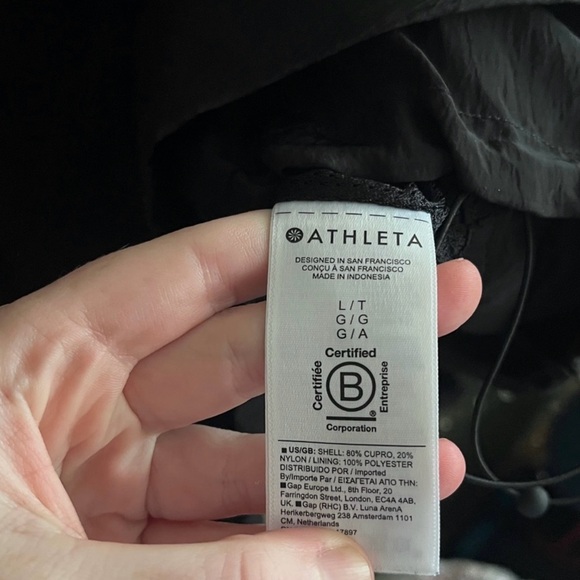 ATHLETA
DESIGNED IN SAN FRANCISCO
CONÇU À SAN FRANCISCO
MADE IN INDONESIA
L / T
G / G
G / A
Certified
Certifiée
B
Entreprise
®
Corporation
■ US/GB: SHELL: 80% CUPRO, 20%
NYLON / LINING: 100% POLYESTER
DISTRIBUIDO POR / Imported
By/Importe Par / ΕΙΣΑΓΕΤΑΙ ΑΠΟ ΤΗΝ:
■Gap Europe Ltd., 8th Floor, 20
Farringdon Street, London, EC4A 4AB,
UK. ■Gap (RHC) B.V. Luna ArenA
Herikerbergweg 238 Amsterdam 1101
CM, Netherlands
7897